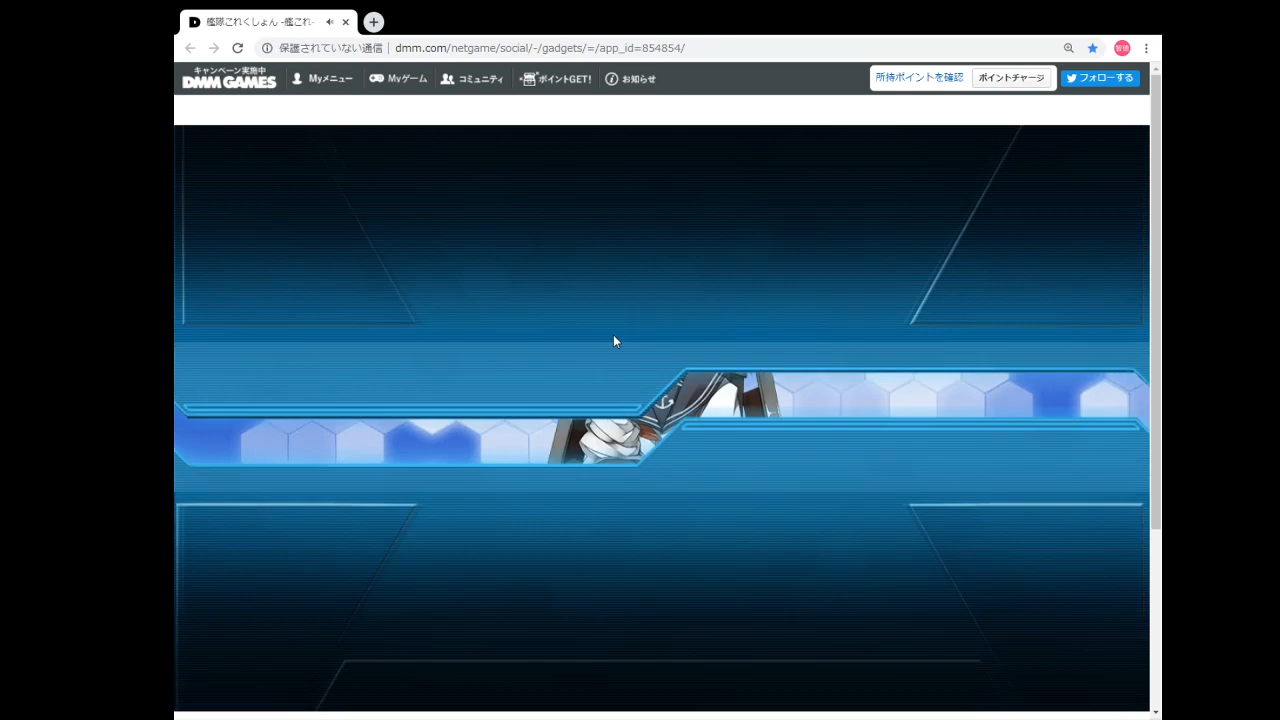 艦隊これくしょん -艦これ-
保護されていない通信 | dmm.com/netgame/social/-/gadgets/=/app_id=854854/
キャンペーン実施中
DMM GAMES
Myメニュー
Myゲーム
コミュニティ
ポイントGET!
お知らせ
所持ポイントを確認
ポイントチャージ
フォローする